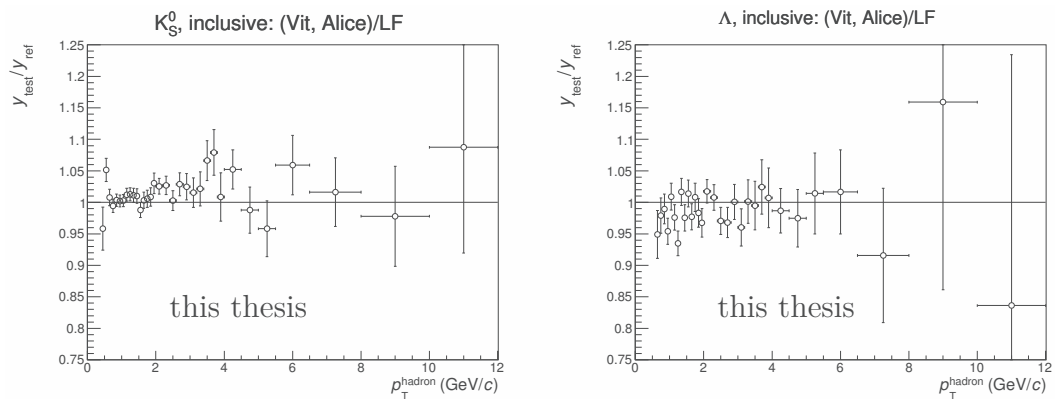 K⁰_S, inclusive: (Vit, Alice)/LF
y_test/y_ref
1.25
1.2
1.15
1.1
1.05
1
0.95
0.9
0.85
0.8
0.75
this thesis
0 2 4 6 8 10 12
p_T^hadron (GeV/c)
Λ, inclusive: (Vit, Alice)/LF
y_test/y_ref
1.25
1.2
1.15
1.1
1.05
1
0.95
0.9
0.85
0.8
0.75
this thesis
0 2 4 6 8 10 12
p_T^hadron (GeV/c)